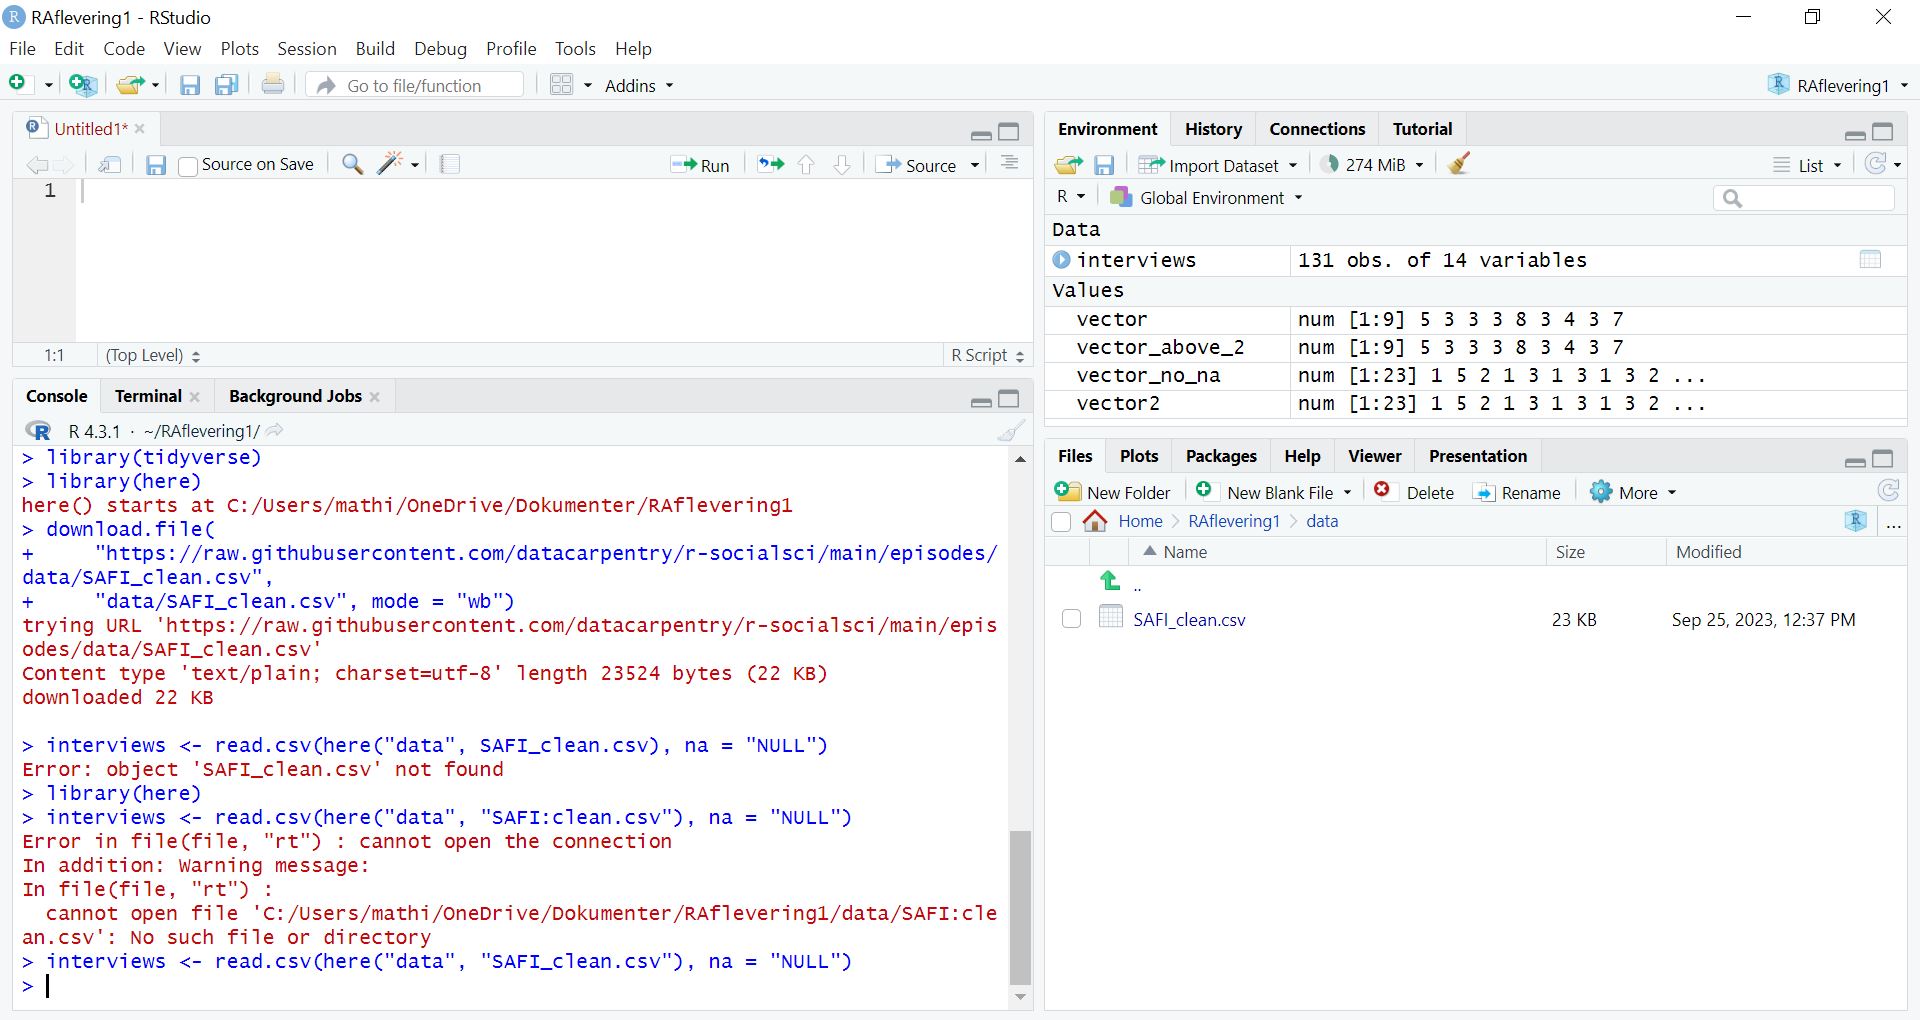 RAflevering1 - RStudio
File Edit Code View Plots Session Build Debug Profile Tools Help
Go to file/function Addins RAflevering1
Untitled1*
Source on Save Run Source
1
1:1 (Top Level) R Script
Console Terminal Background Jobs
R 4.3.1 · ~/RAflevering1/
> library(tidyverse)
> library(here)
here() starts at C:/Users/mathi/OneDrive/Dokumenter/RAflevering1
> download.file(
+     "https://raw.githubusercontent.com/datacarpentry/r-socialsci/main/episodes/
data/SAFI_clean.csv",
+     "data/SAFI_clean.csv", mode = "wb")
trying URL 'https://raw.githubusercontent.com/datacarpentry/r-socialsci/main/epis
odes/data/SAFI_clean.csv'
Content type 'text/plain; charset=utf-8' length 23524 bytes (22 KB)
downloaded 22 KB
> interviews <- read.csv(here("data", SAFI_clean.csv), na = "NULL")
Error: object 'SAFI_clean.csv' not found
> library(here)
> interviews <- read.csv(here("data", "SAFI:clean.csv"), na = "NULL")
Error in file(file, "rt") : cannot open the connection
In addition: Warning message:
In file(file, "rt") :
  cannot open file 'C:/Users/mathi/OneDrive/Dokumenter/RAflevering1/data/SAFI:cle
an.csv': No such file or directory
> interviews <- read.csv(here("data", "SAFI_clean.csv"), na = "NULL")
>
Environment History Connections Tutorial
Import Dataset 274 MiB List
R Global Environment
Data
interviews 131 obs. of 14 variables
Values
vector num [1:9] 5 3 3 3 8 3 4 3 7
vector_above_2 num [1:9] 5 3 3 3 8 3 4 3 7
vector_no_na num [1:23] 1 5 2 1 3 1 3 1 3 2 ...
vector2 num [1:23] 1 5 2 1 3 1 3 1 3 2 ...
Files Plots Packages Help Viewer Presentation
New Folder New Blank File Delete Rename More
Home RAflevering1 data ...
Name Size Modified
..
SAFI_clean.csv 23 KB Sep 25, 2023, 12:37 PM